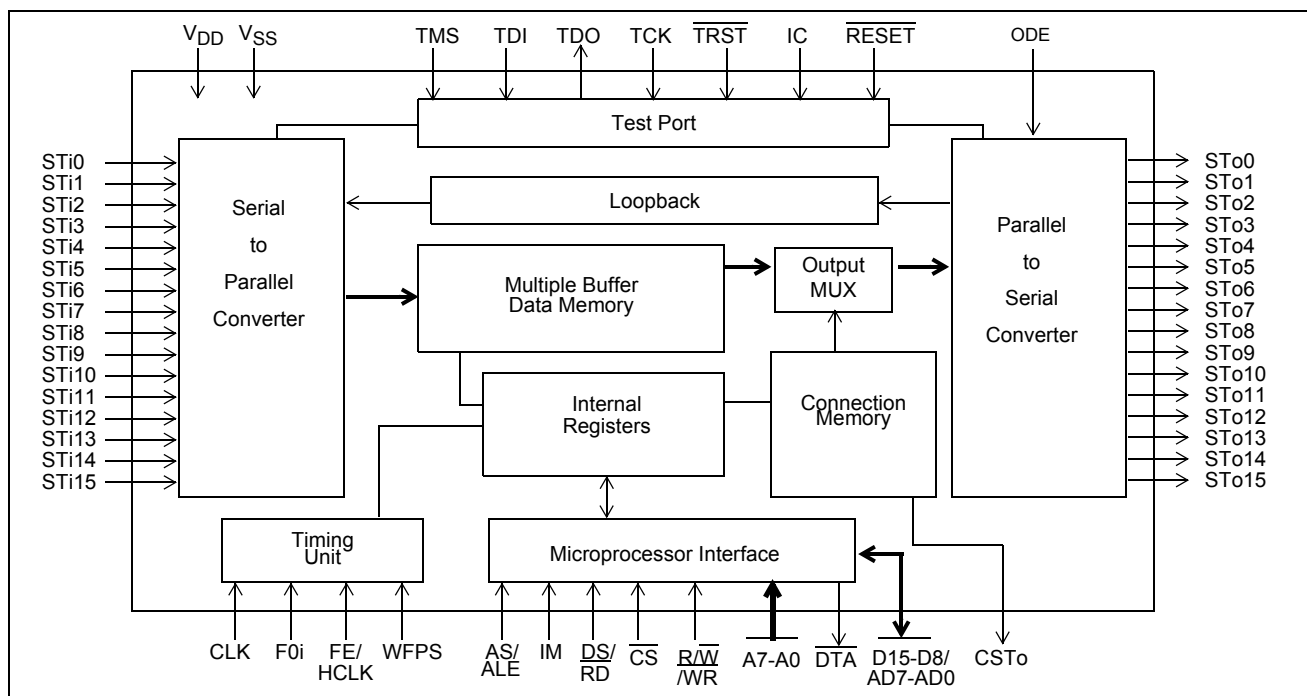 VDD VSS TMS TDI TDO TCK TRST IC RESET ODE
Test Port
STi0
STi1
STi2
STi3
STi4
STi5
STi6
STi7
STi8
STi9
STi10
STi11
STi12
STi13
STi14
STi15
Serial
to
Parallel
Converter
Loopback
Multiple Buffer
Data Memory
Output
MUX
Internal
Registers
Connection
Memory
Parallel
to
Serial
Converter
STo0
STo1
STo2
STo3
STo4
STo5
STo6
STo7
STo8
STo9
STo10
STo11
STo12
STo13
STo14
STo15
Timing
Unit
Microprocessor Interface
CLK
F0i
FE/
HCLK
WFPS
AS/
ALE
IM
DS/
RD
CS
R/W
/WR
A7-A0
DTA
D15-D8/
AD7-AD0
CSTo